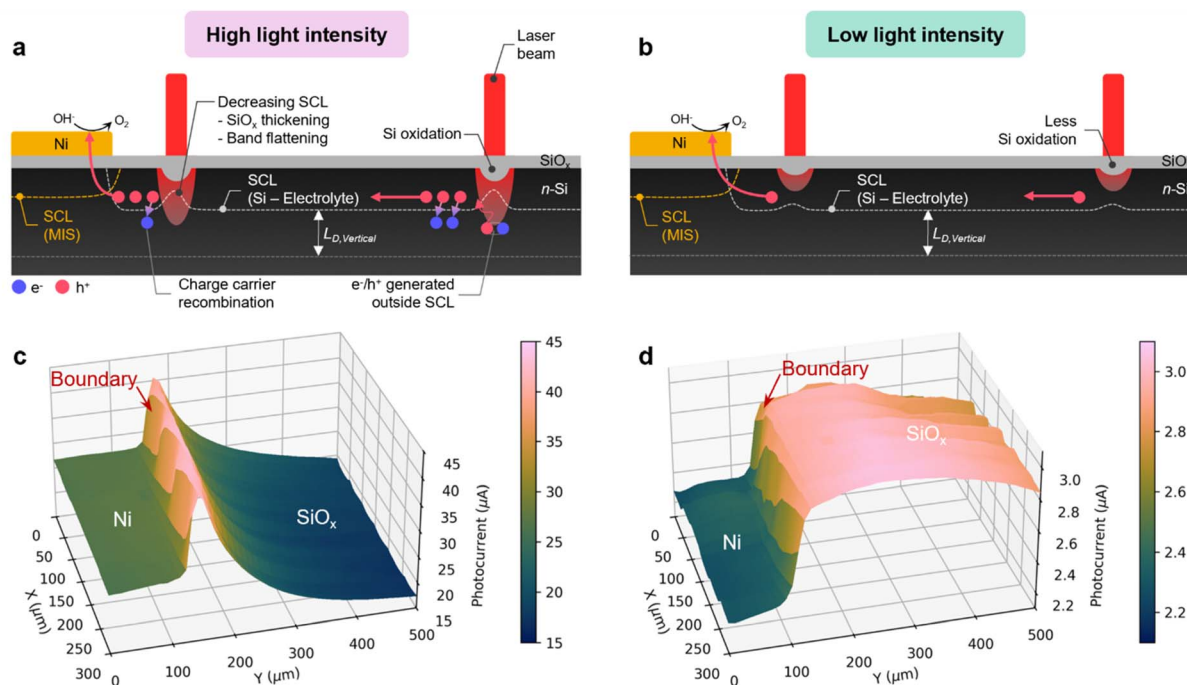 High light intensity
a
Laser
beam
Decreasing SCL
- SiOx thickening
- Band flattening
OH-
O2
Ni
Si oxidation
SiOx
n-Si
SCL
(Si – Electrolyte)
SCL
(MIS)
LD,Vertical
e-
h+
Charge carrier
recombination
e-/h+ generated
outside SCL
Low light intensity
b
OH-
O2
Ni
Less
Si oxidation
SiO
n-Si
SCL
(Si – Electrolyte)
SCL
(MIS)
LD,Vertical
c
Boundary
Ni
SiOx
0
50
100
150
200
250
300
X (µm)
0
100
200
300
400
500
Y (µm)
45
40
35
30
25
20
15
Photocurrent (µA)
45
40
35
30
25
20
15
d
Boundary
Ni
SiOx
0
50
100
150
200
250
300
X (µm)
0
100
200
300
400
500
Y (µm)
3.0
2.8
2.6
2.4
2.2
Photocurrent (µA)
3.0
2.8
2.6
2.4
2.2